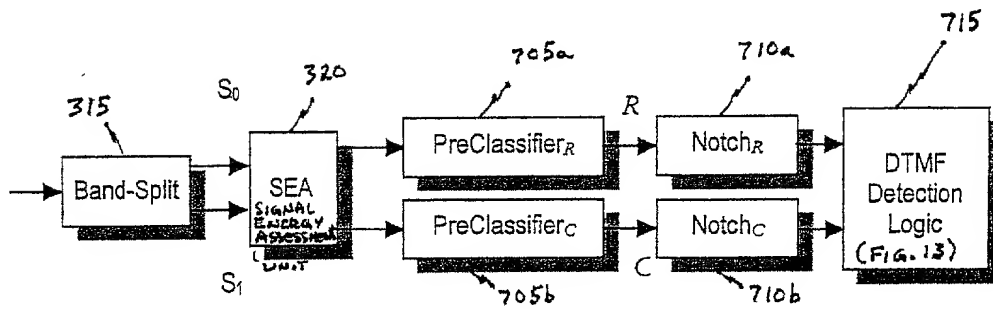 715
705a
710a
320
315
S0
R
PreClassifierR
NotchR
Band-Split
SEA
SIGNAL
ENERGY
ASSESSMENT
UNIT
DTMF
Detection
Logic
(FIG. 13)
PreClassifierC
NotchC
S1
C
705b
710b